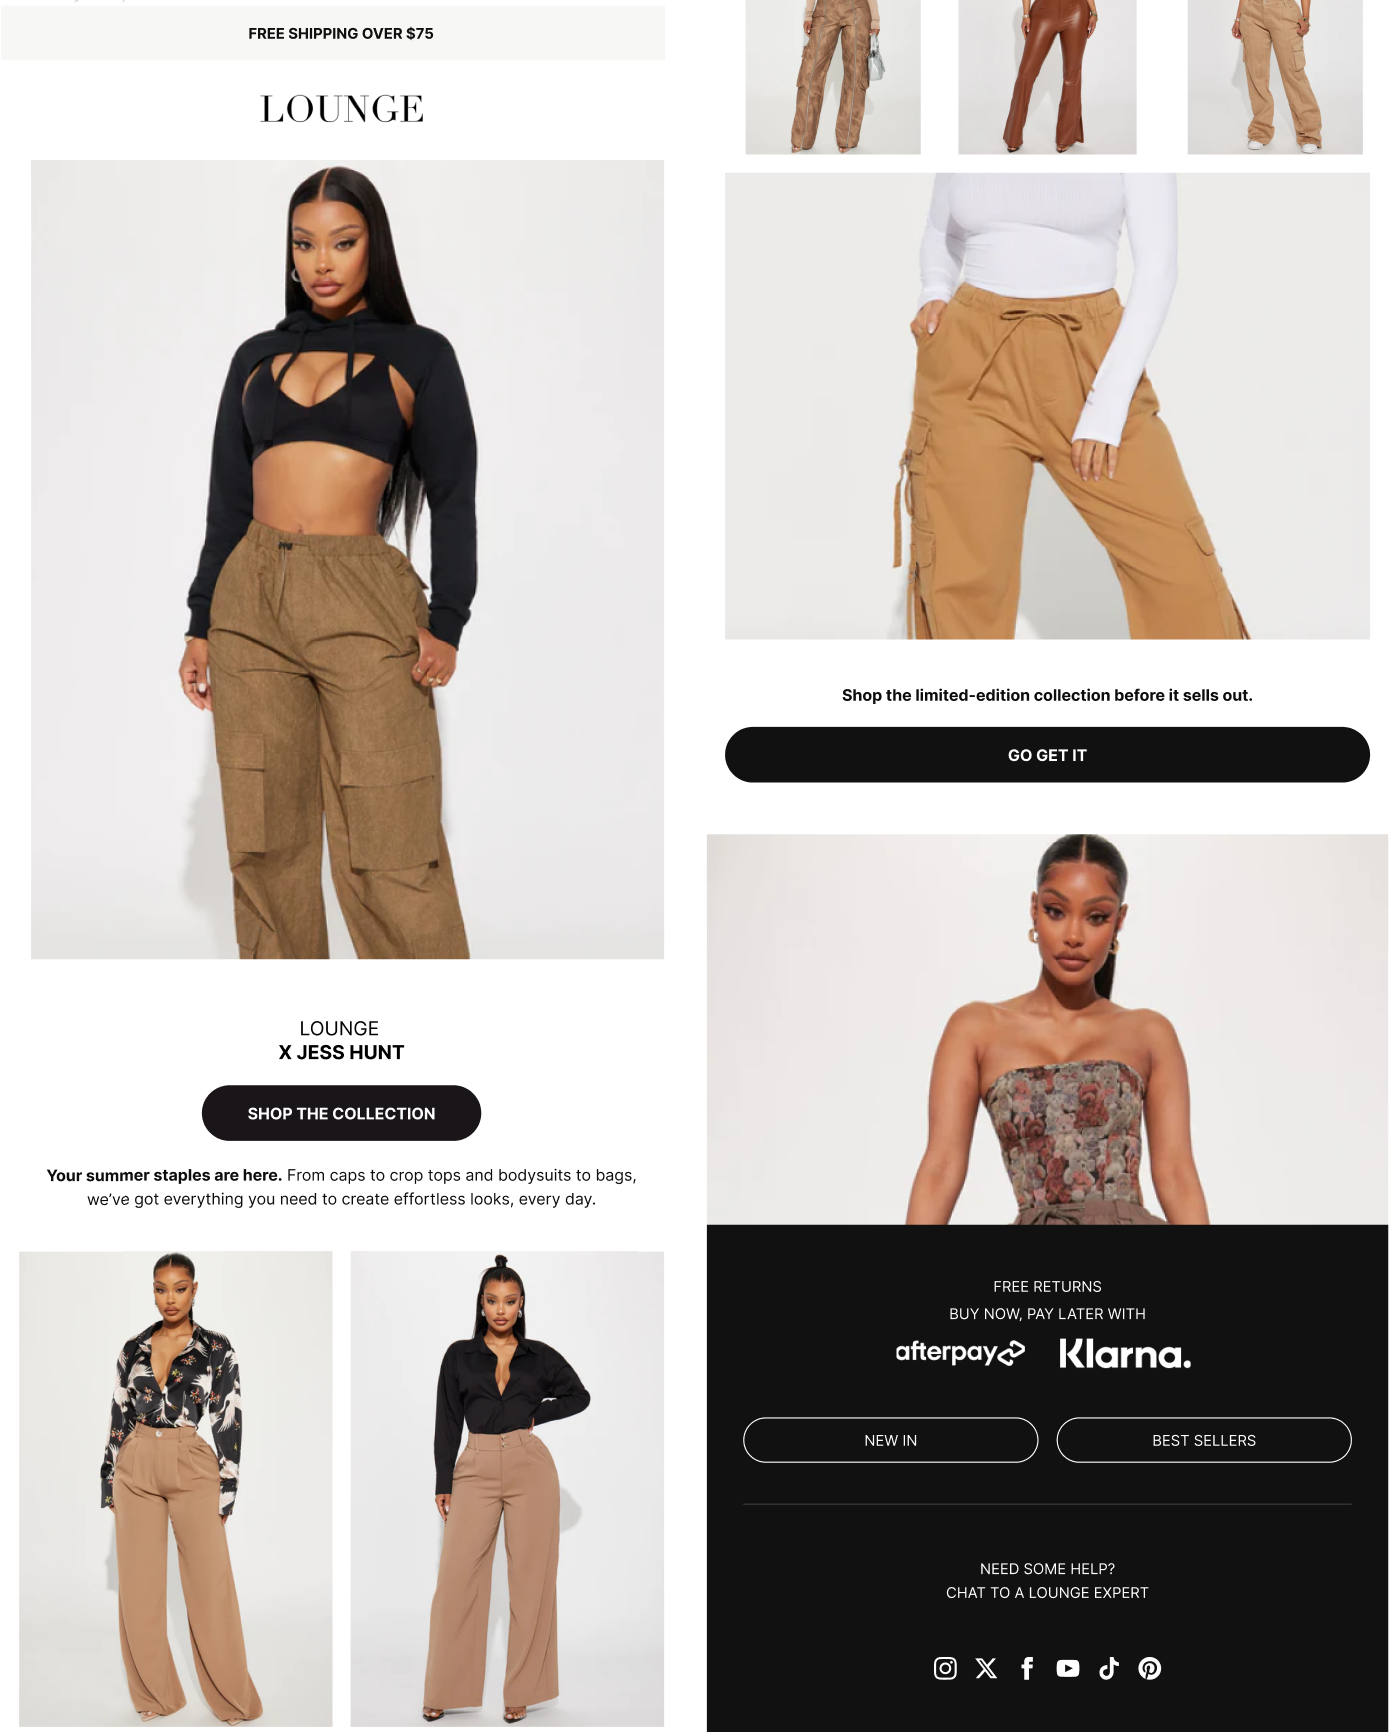 FREE SHIPPING OVER $75
LOUNGE
LOUNGE
X JESS HUNT
SHOP THE COLLECTION
Your summer staples are here. From caps to crop tops and bodysuits to bags,
we've got everything you need to create effortless looks, every day.
Shop the limited-edition collection before it sells out.
GO GET IT
FREE RETURNS
BUY NOW, PAY LATER WITH
afterpay Klarna.
NEW IN
BEST SELLERS
NEED SOME HELP?
CHAT TO A LOUNGE EXPERT